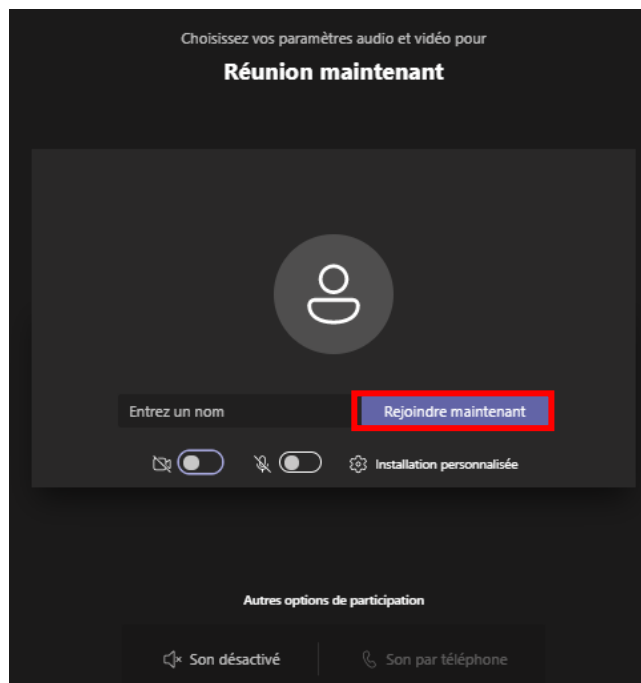 Choisissez vos paramètres audio et vidéo pour
Réunion maintenant
Entrez un nom
Rejoindre maintenant
Installation personnalisée
Autres options de participation
Son désactivé
Son par téléphone